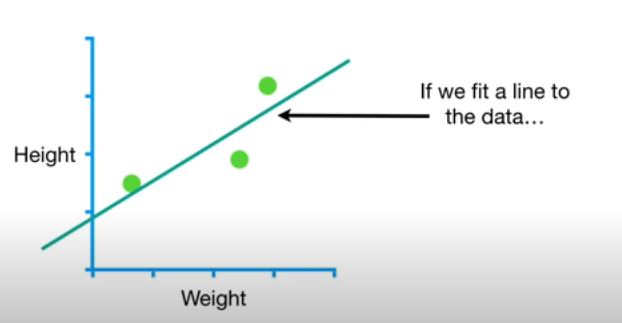 If we fit a line to
the data...
Height
Weight